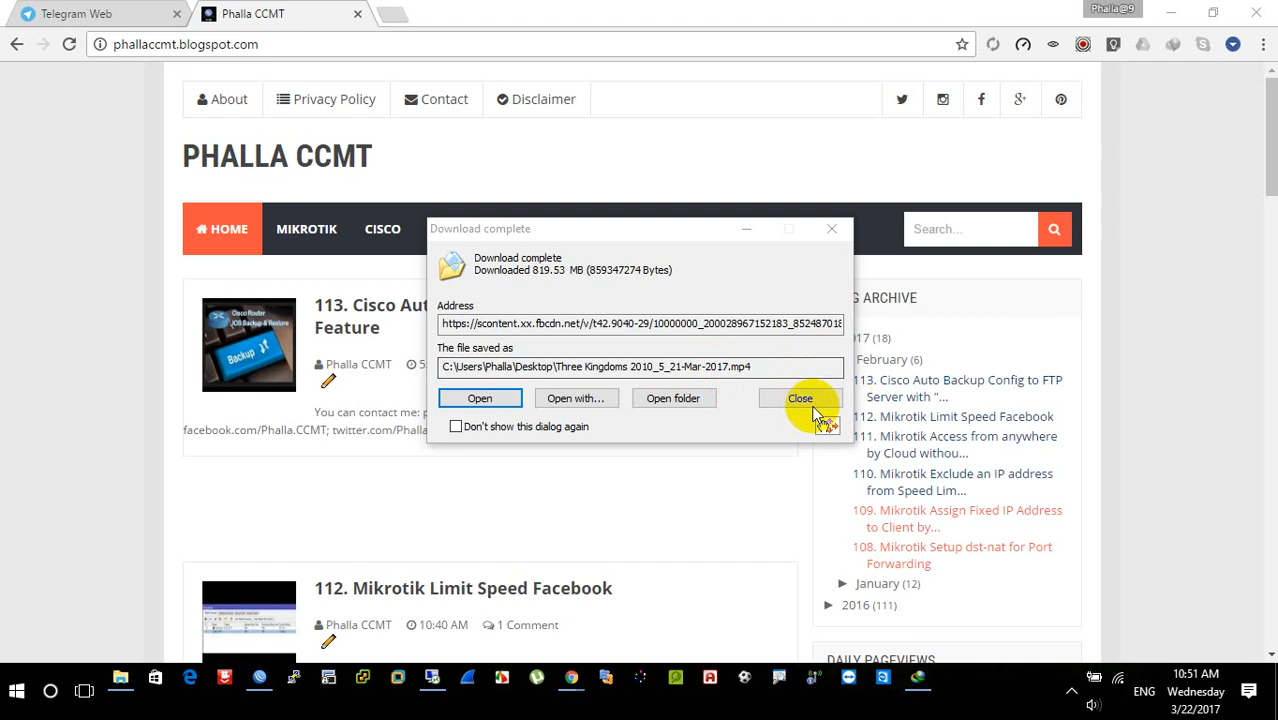 Telegram Web
Phalla CCMT
Phalla@9
phallaccmt.blogspot.com
About
Privacy Policy
Contact
Disclaimer
PHALLA CCMT
HOME
MIKROTIK
CISCO
Search...
Download complete
Download complete
Downloaded 819.53 MB (859347274 Bytes)
Address
https://scontent.xx.fbcdn.net/v/t42.9040-29/10000000_200028967152183_852487018
The file saved as
C:\Users\Phalla\Desktop\Three Kingdoms 2010_5_21-Mar-2017.mp4
Open
Open with...
Open folder
Close
Don't show this dialog again
113. Cisco Aut
Feature
Phalla CCMT
You can contact me:
facebook.com/Phalla.CCMT; twitter.com/Phall
112. Mikrotik Limit Speed Facebook
Phalla CCMT
10:40 AM
1 Comment
G ARCHIVE
017 (18)
February (6)
113. Cisco Auto Backup Config to FTP
Server with "...
112. Mikrotik Limit Speed Facebook
111. Mikrotik Access from anywhere
by Cloud withou...
110. Mikrotik Exclude an IP address
from Speed Lim...
109. Mikrotik Assign Fixed IP Address
to Client by...
108. Mikrotik Setup dst-nat for Port
Forwarding
January (12)
2016 (111)
DAILY PAGEVIEWS
ENG
10:51 AM
Wednesday
3/22/2017